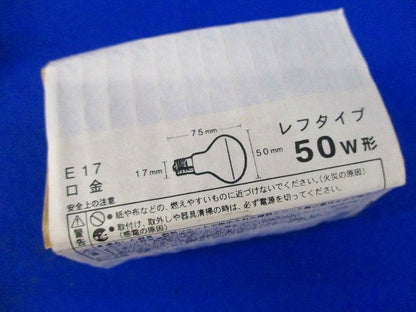 75mm
レフタイプ
50mm
50W形
E17
口金
17mm
安全上の注意
警告
●紙や布などの、燃えやすいものに近づけないでください。(火災の原因)
●取付け、取外しや器具清掃の時は、必ず電源を切ってください。
(感電の原因)